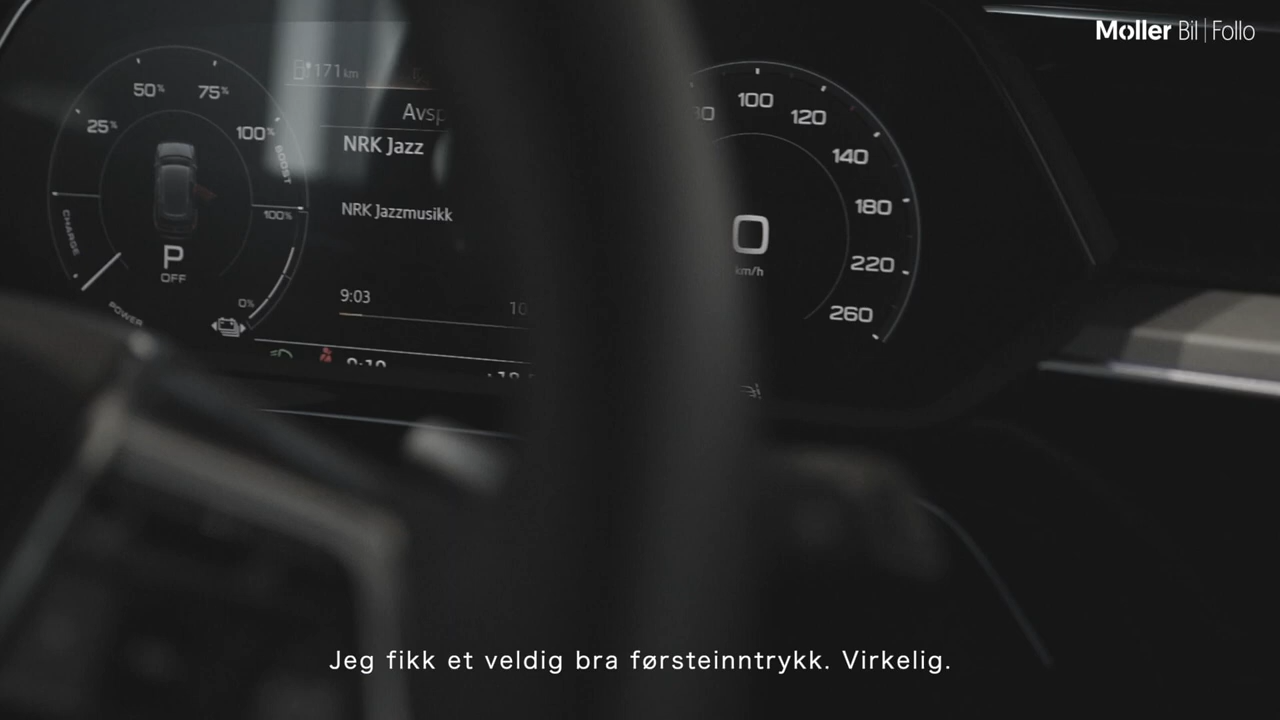 Møller Bil | Follo
50%
75%
25%
100%
BOOST
CHARGE
100%
P
OFF
0%
POWER
171 km
NRK Jazz
NRK Jazzmusikk
9:03
100
120
140
180
220
260
0
km/h
Jeg fikk et veldig bra førsteinntrykk. Virkelig.